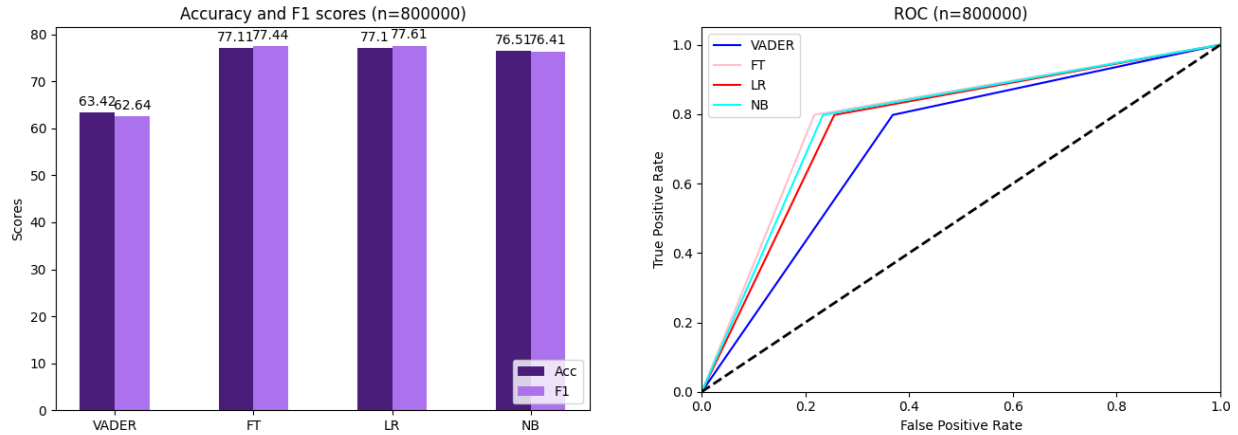 Accuracy and F1 scores (n=800000)
Scores
80
70
60
50
40
30
20
10
0
63.42 62.64
77.11 77.44
77.1 77.61
76.51 76.41
Acc
F1
VADER FT LR NB
ROC (n=800000)
VADER
FT
LR
NB
True Positive Rate
1.0
0.8
0.6
0.4
0.2
0.0
0.0 0.2 0.4 0.6 0.8 1.0
False Positive Rate